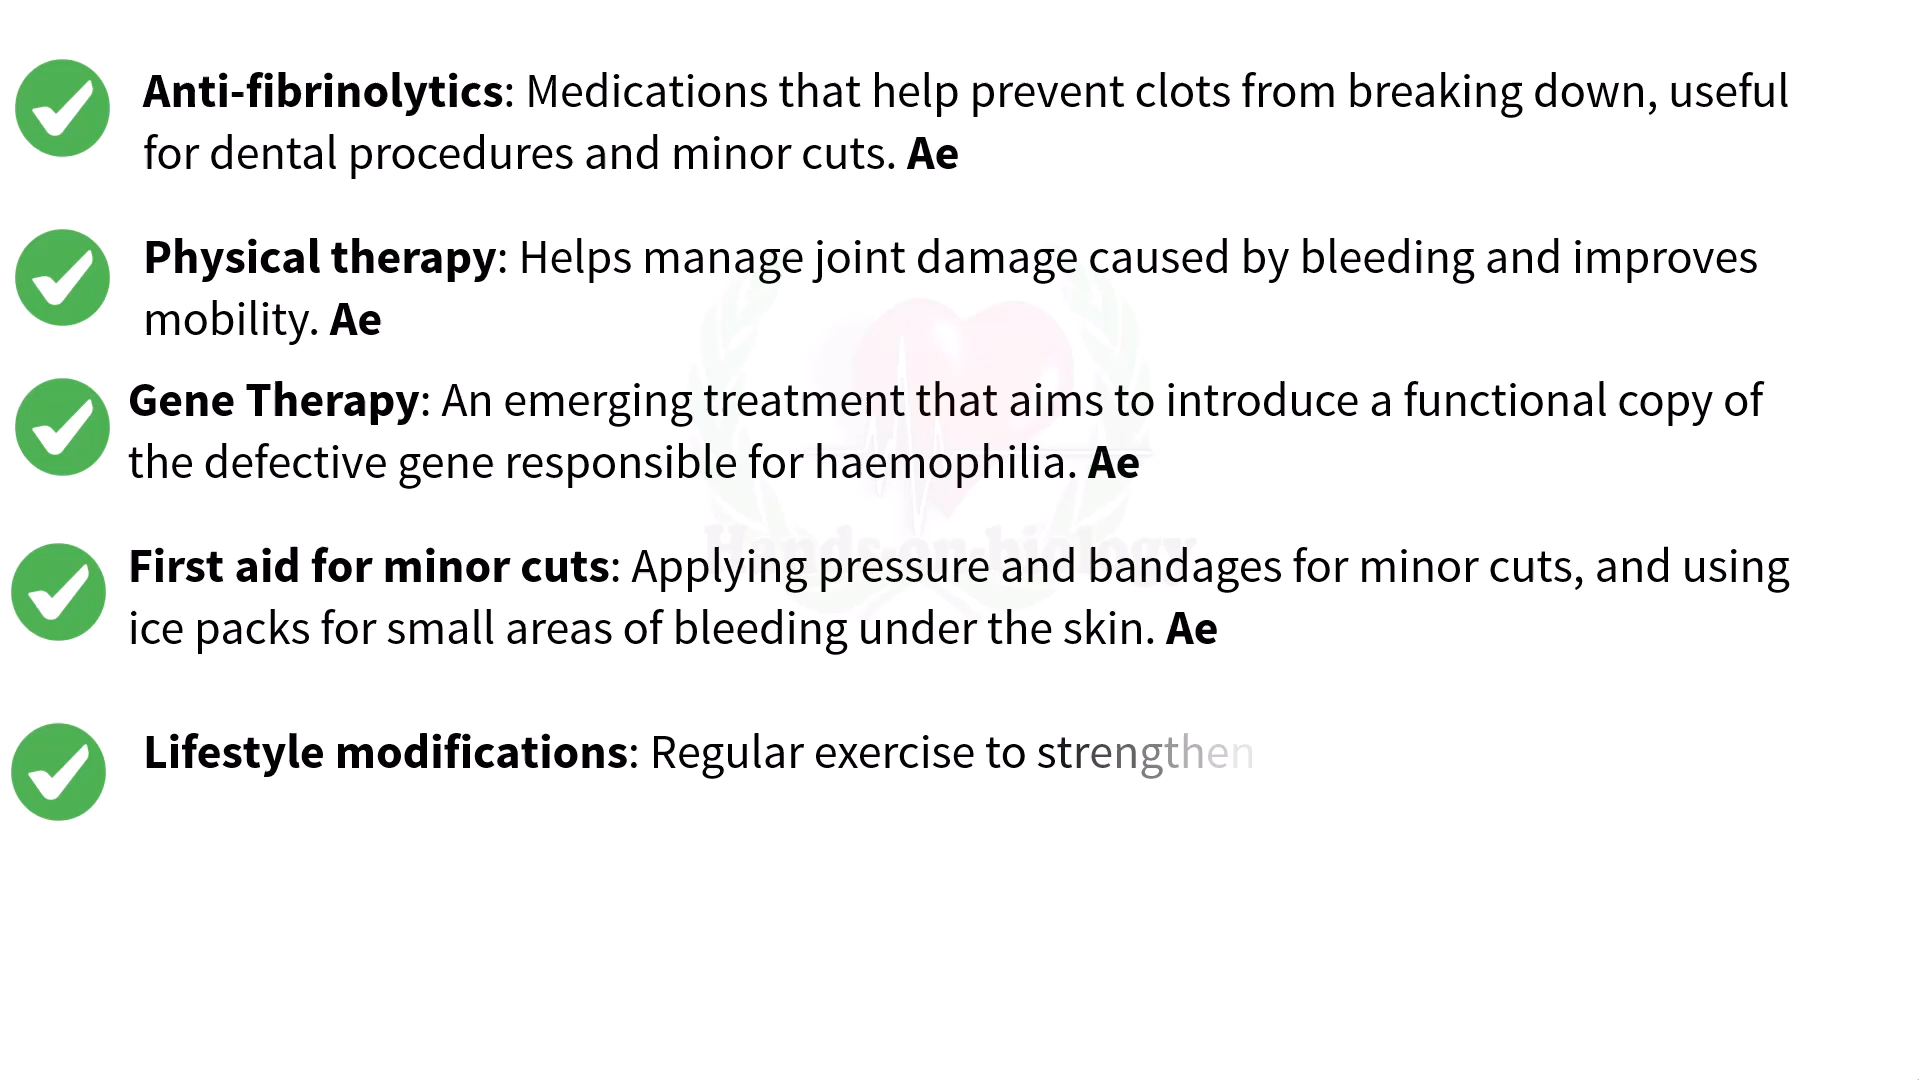 Anti-fibrinolytics: Medications that help prevent clots from breaking down, useful
for dental procedures and minor cuts. Ae
Physical therapy: Helps manage joint damage caused by bleeding and improves
mobility. Ae
Gene Therapy: An emerging treatment that aims to introduce a functional copy of
the defective gene responsible for haemophilia. Ae
Hands-on-biology
First aid for minor cuts: Applying pressure and bandages for minor cuts, and using
ice packs for small areas of bleeding under the skin. Ae
Lifestyle modifications: Regular exercise to strengthen